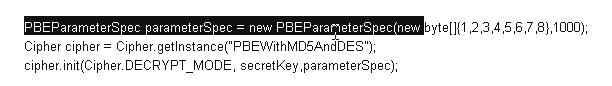 PBEParameterSpec parameterSpec = new PBEParameterSpec(new byte[]{1,2,3,4,5,6,7,8},1000);
Cipher cipher = Cipher.getInstance("PBEWithMD5AndDES");
cipher.init(Cipher.DECRYPT_MODE, secretKey,parameterSpec);